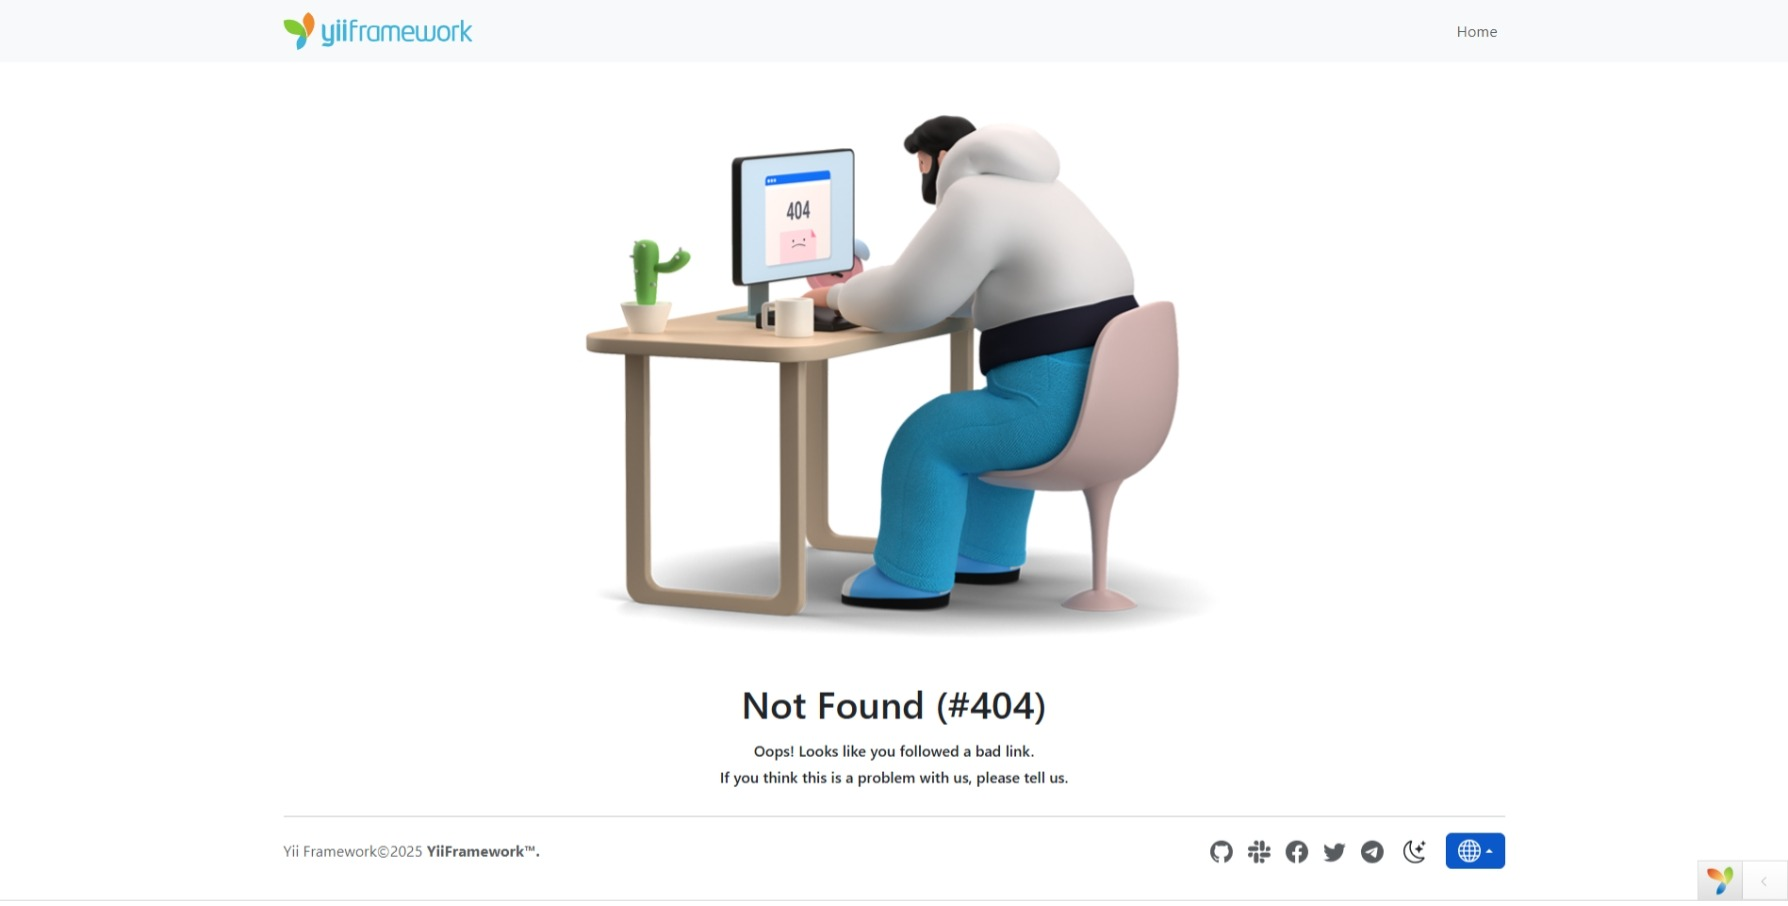 yiiframework
Home
404
Not Found (#404)
Oops! Looks like you followed a bad link.
If you think this is a problem with us, please tell us.
Yii Framework©2025 YiiFramework™.